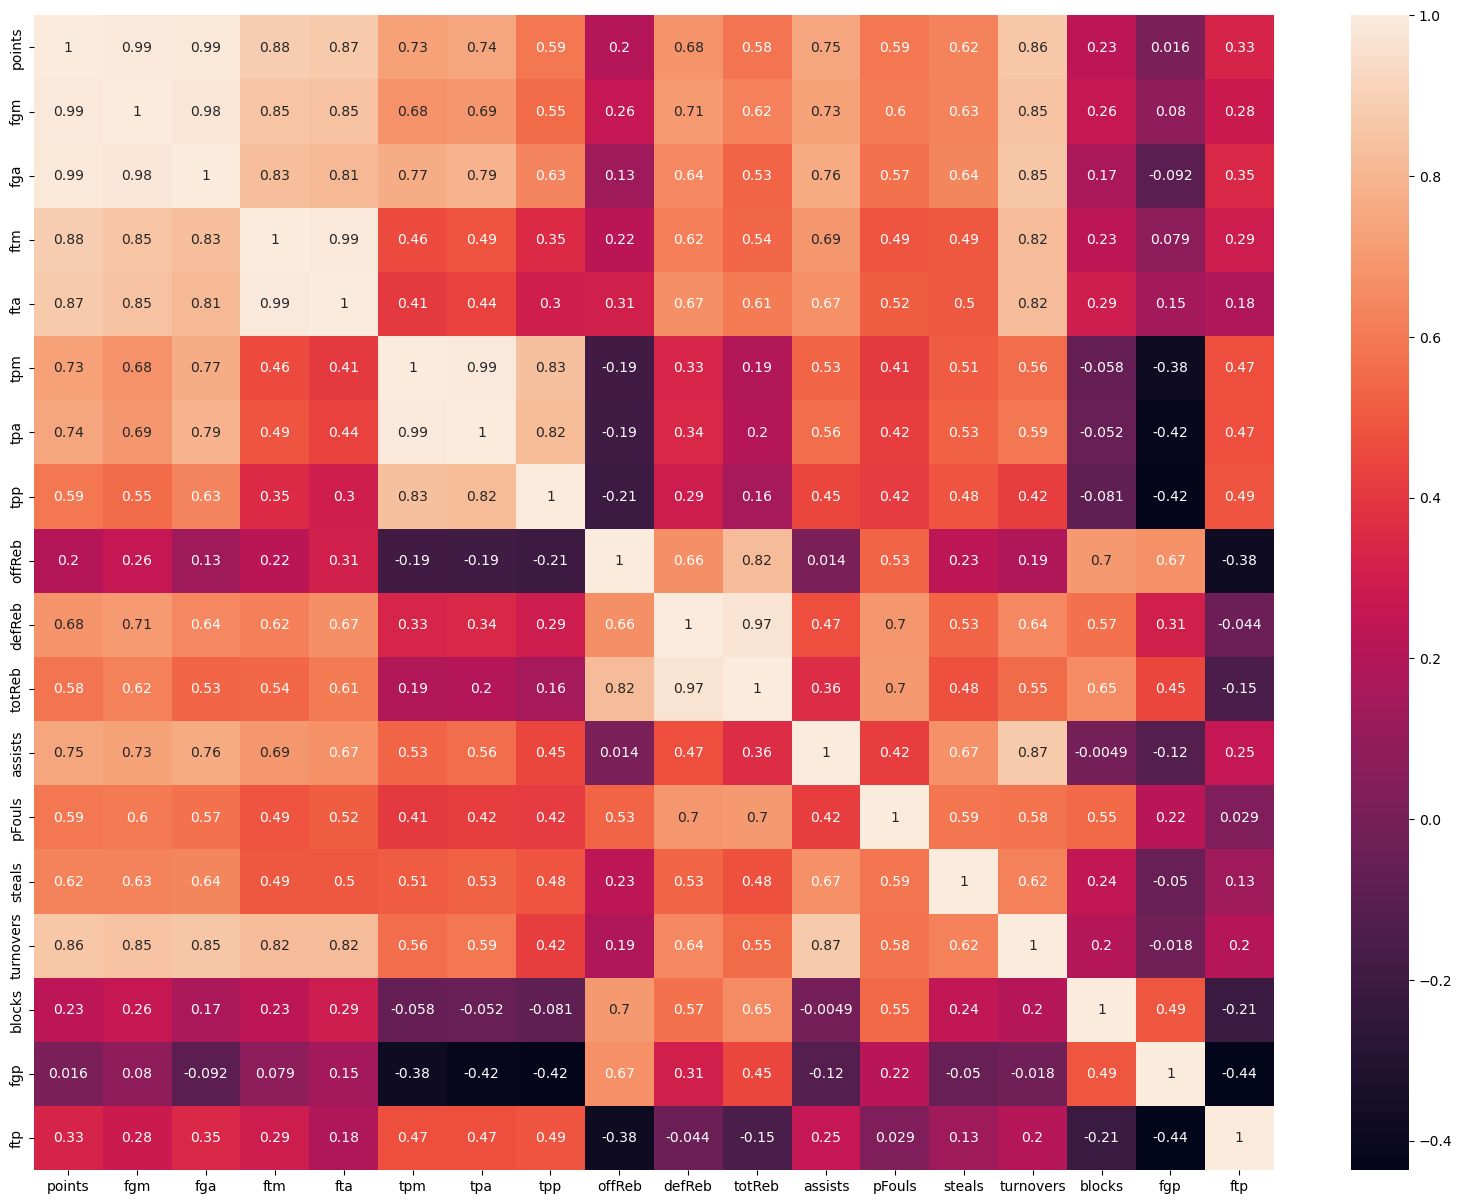 points 1 0.99 0.99 0.88 0.87 0.73 0.74 0.59 0.2 0.68 0.58 0.75 0.59 0.62 0.86 0.23 0.016 0.33
fgm 0.99 1 0.98 0.85 0.85 0.68 0.69 0.55 0.26 0.71 0.62 0.73 0.6 0.63 0.85 0.26 0.08 0.28
fga 0.99 0.98 1 0.83 0.81 0.77 0.79 0.63 0.13 0.64 0.53 0.76 0.57 0.64 0.85 0.17 -0.092 0.35
ftm 0.88 0.85 0.83 1 0.99 0.46 0.49 0.35 0.22 0.62 0.54 0.69 0.49 0.49 0.82 0.23 0.079 0.29
fta 0.87 0.85 0.81 0.99 1 0.41 0.44 0.3 0.31 0.67 0.61 0.67 0.52 0.5 0.82 0.29 0.15 0.18
tpm 0.73 0.68 0.77 0.46 0.41 1 0.99 0.83 -0.19 0.33 0.19 0.53 0.41 0.51 0.56 -0.058 -0.38 0.47
tpa 0.74 0.69 0.79 0.49 0.44 0.99 1 0.82 -0.19 0.34 0.2 0.56 0.42 0.53 0.59 -0.052 -0.42 0.47
tpp 0.59 0.55 0.63 0.35 0.3 0.83 0.82 1 -0.21 0.29 0.16 0.45 0.42 0.48 0.42 -0.081 -0.42 0.49
offReb 0.2 0.26 0.13 0.22 0.31 -0.19 -0.19 -0.21 1 0.66 0.82 0.014 0.53 0.23 0.19 0.7 0.67 -0.38
defReb 0.68 0.71 0.64 0.62 0.67 0.33 0.34 0.29 0.66 1 0.97 0.47 0.7 0.53 0.64 0.57 0.31 -0.044
totReb 0.58 0.62 0.53 0.54 0.61 0.19 0.2 0.16 0.82 0.97 1 0.36 0.7 0.48 0.55 0.65 0.45 -0.15
assists 0.75 0.73 0.76 0.69 0.67 0.53 0.56 0.45 0.014 0.47 0.36 1 0.42 0.67 0.87 -0.0049 -0.12 0.25
pFouls 0.59 0.6 0.57 0.49 0.52 0.41 0.42 0.42 0.53 0.7 0.7 0.42 1 0.59 0.58 0.55 0.22 0.029
steals 0.62 0.63 0.64 0.49 0.5 0.51 0.53 0.48 0.23 0.53 0.48 0.67 0.59 1 0.62 0.24 -0.05 0.13
turnovers 0.86 0.85 0.85 0.82 0.82 0.56 0.59 0.42 0.19 0.64 0.55 0.87 0.58 0.62 1 0.2 -0.018 0.2
blocks 0.23 0.26 0.17 0.23 0.29 -0.058 -0.052 -0.081 0.7 0.57 0.65 -0.0049 0.55 0.24 0.2 1 0.49 -0.21
fgp 0.016 0.08 -0.092 0.079 0.15 -0.38 -0.42 -0.42 0.67 0.31 0.45 -0.12 0.22 -0.05 -0.018 0.49 1 -0.44
ftp 0.33 0.28 0.35 0.29 0.18 0.47 0.47 0.49 -0.38 -0.044 -0.15 0.25 0.029 0.13 0.2 -0.21 -0.44 1
points fgm fga ftm fta tpm tpa tpp offReb defReb totReb assists pFouls steals turnovers blocks fgp ftp
1.0
0.8
0.6
0.4
0.2
0.0
−0.2
−0.4